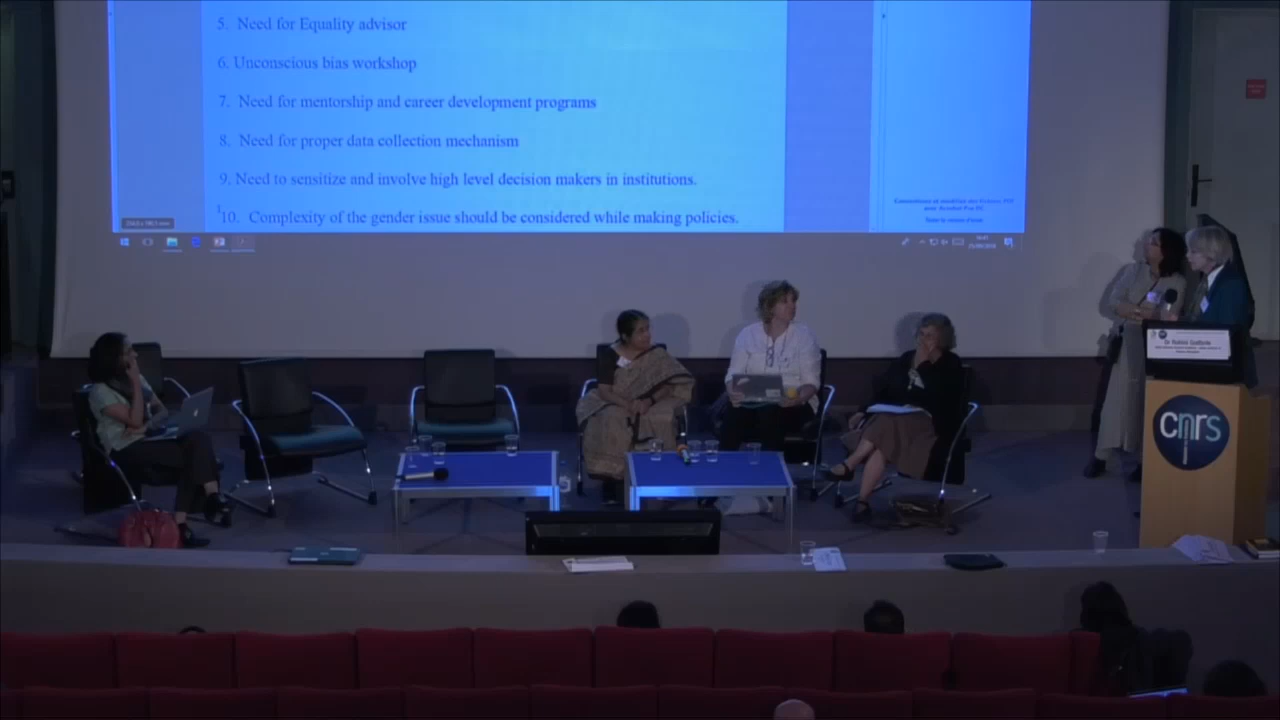 5. Need for Equality advisor
6. Unconscious bias workshop
7. Need for mentorship and career development programs
8. Need for proper data collection mechanism
9. Need to sensitize and involve high level decision makers in institutions.
10. Complexity of the gender issue should be considered while making policies.
cnrs